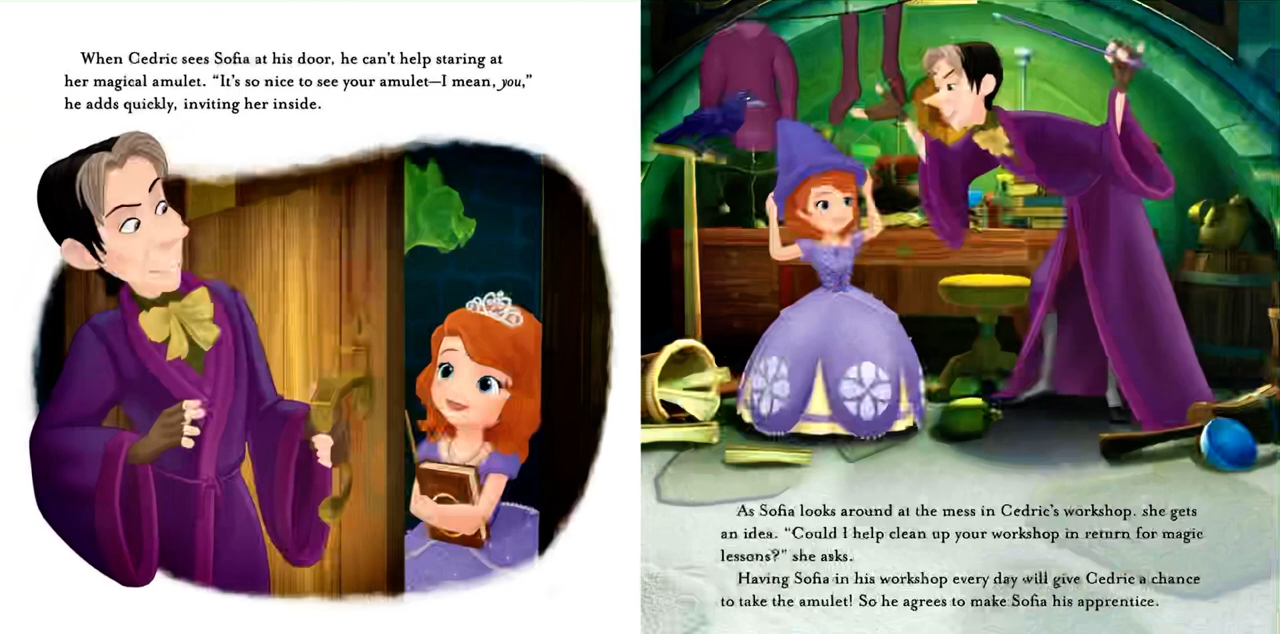 When Cedric sees Sofia at his door, he can't help staring at
her magical amulet. “It's so nice to see your amulet—I mean, you,”
he adds quickly, inviting her inside.
As Sofia looks around at the mess in Cedric's workshop. she gets
an idea. “Could I help clean up your workshop in return for magic
lessons?” she asks.
Having Sofia in his workshop every day will give Cedric a chance
to take the amulet! So he agrees to make Sofia his apprentice.